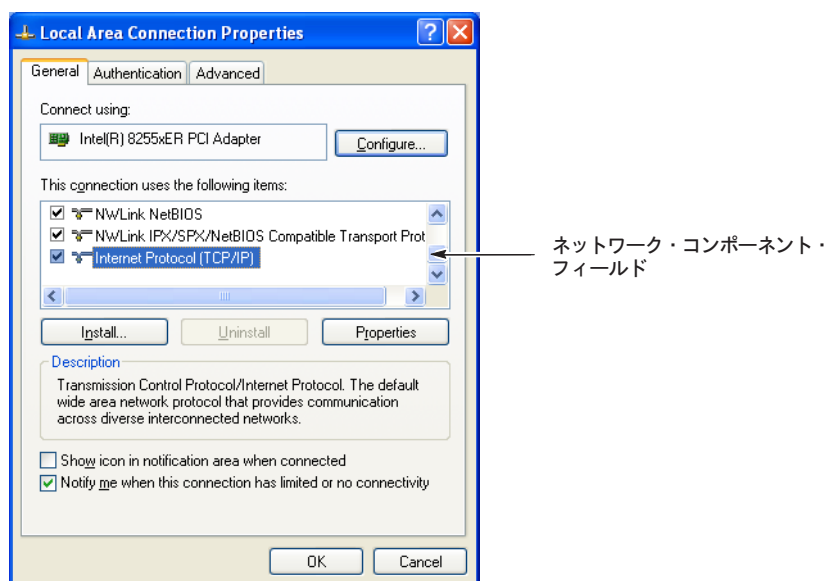 Local Area Connection Properties
General Authentication Advanced
Connect using:
Intel(R) 8255xER PCI Adapter
Configure...
This connection uses the following items:
NWLink NetBIOS
NWLink IPX/SPX/NetBIOS Compatible Transport Prot
Internet Protocol (TCP/IP)
ネットワーク・コンポーネント・
フィールド
Install... Uninstall Properties
Description
Transmission Control Protocol/Internet Protocol. The default
wide area network protocol that provides communication
across diverse interconnected networks.
Show icon in notification area when connected
Notify me when this connection has limited or no connectivity
OK Cancel